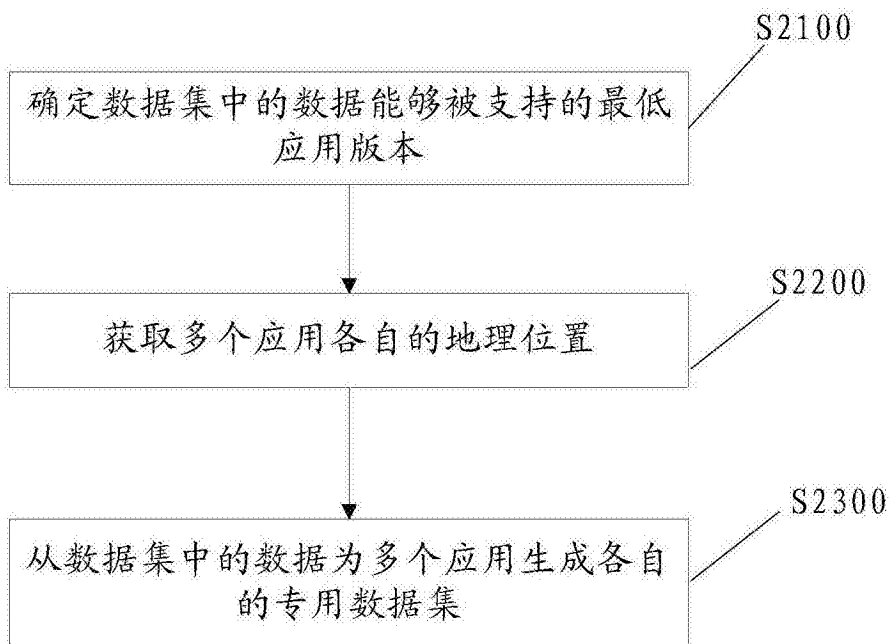 S2100
确定数据集中的数据能够被支持的最低
应用版本
S2200
获取多个应用各自的地理位置
S2300
从数据集中的数据为多个应用生成各自
的专用数据集